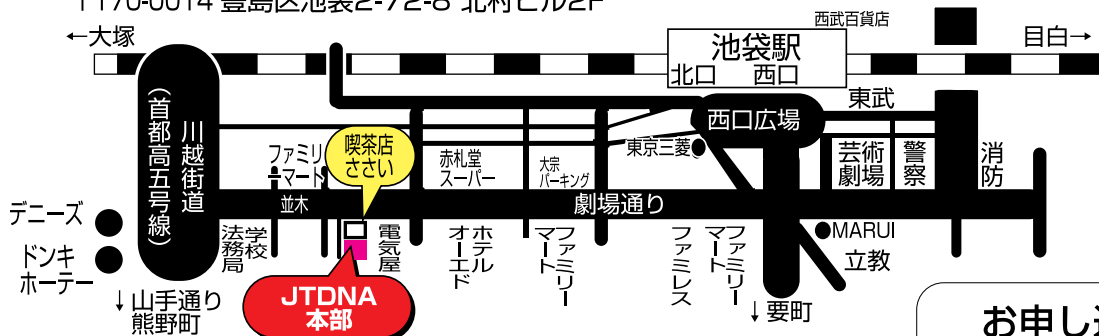 〒170-0014 豊島区池袋2-72-8 北村ビル2F
西武百貨店
←大塚
目白→
池袋駅
北口 西口
東武
西口広場
川越街道
(首都高五号線)
喫茶店
ささい
ファミリ
ーマート
赤札堂
スーパー
大宗
パーキング
東京三菱
芸術
劇場
警察
消防
並木
劇場通り
デニーズ
ドンキ
ホーテー
学校
法務局
電気屋
ホテル
オーエド
ファミリー
マート
ファミレス
ファミリー
マート
MARUI
立教
JTDNA
本部
↓山手通り
熊野町
↓要町
お申し込